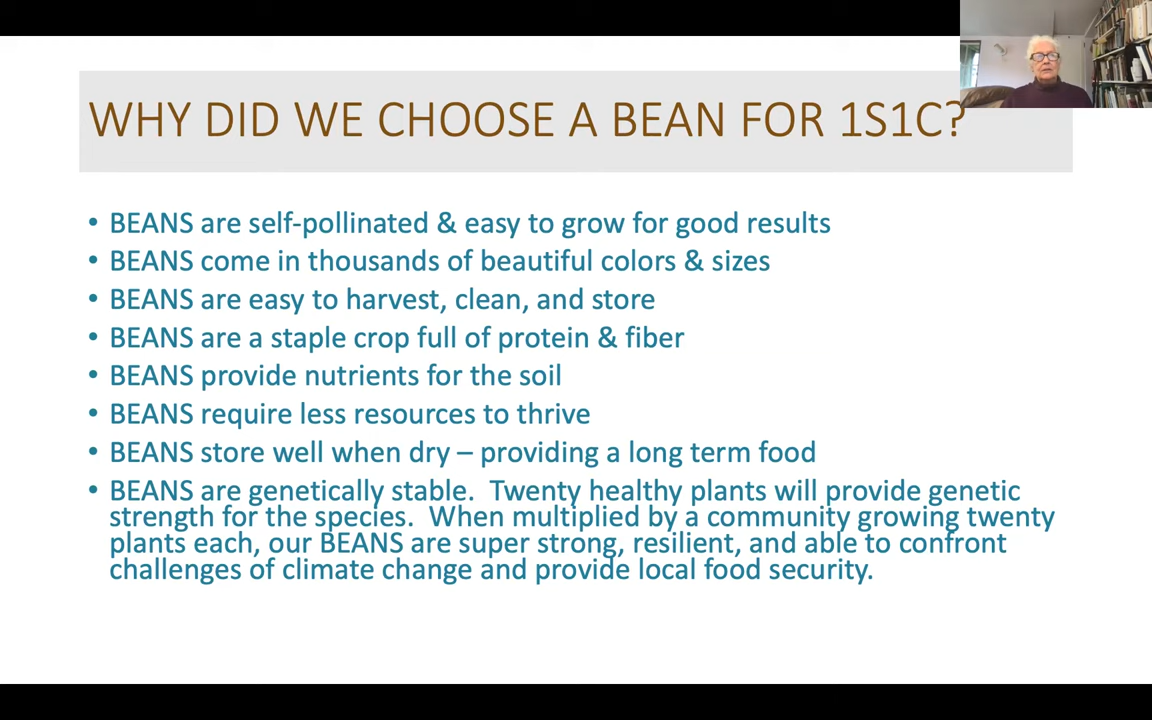 WHY DID WE CHOOSE A BEAN FOR 1S1C?
• BEANS are self-pollinated & easy to grow for good results
• BEANS come in thousands of beautiful colors & sizes
• BEANS are easy to harvest, clean, and store
• BEANS are a staple crop full of protein & fiber
• BEANS provide nutrients for the soil
• BEANS require less resources to thrive
• BEANS store well when dry – providing a long term food
• BEANS are genetically stable.  Twenty healthy plants will provide genetic
strength for the species.  When multiplied by a community growing twenty
plants each, our BEANS are super strong, resilient, and able to confront
challenges of climate change and provide local food security.